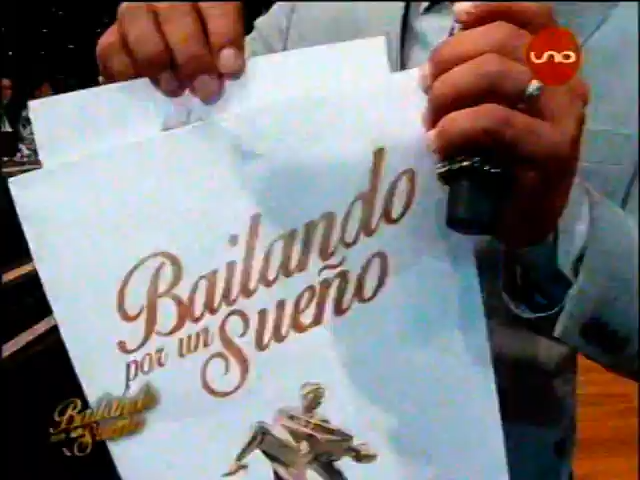 uno
Bailando
por un Sueño
Bailando
por un
Sueño